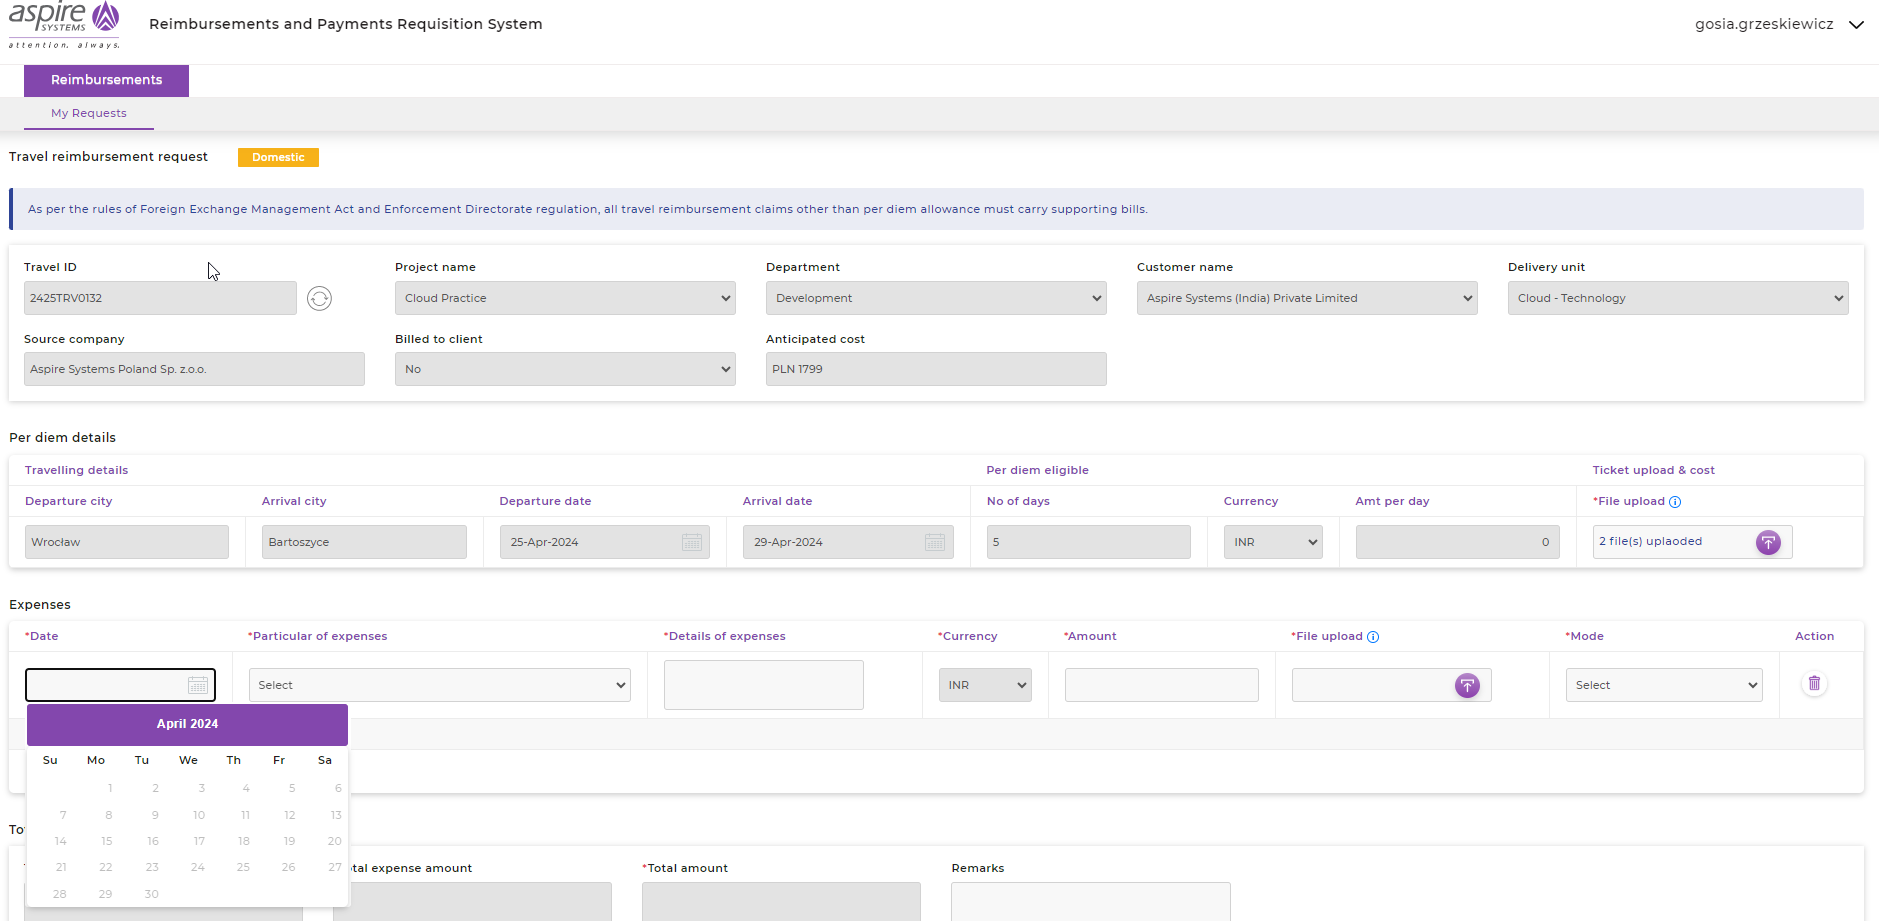 aspire
SYSTEMS
attention. always.
Reimbursements and Payments Requisition System
gosia.grzeskiewicz
Reimbursements
My Requests
Travel reimbursement request
Domestic
As per the rules of Foreign Exchange Management Act and Enforcement Directorate regulation, all travel reimbursement claims other than per diem allowance must carry supporting bills.
Travel ID Project name Department Customer name Delivery unit
2425TRV0132 Cloud Practice Development Aspire Systems (India) Private Limited Cloud - Technology
Source company Billed to client Anticipated cost
Aspire Systems Poland Sp. z.o.o. No PLN 1799
Per diem details
Travelling details Per diem eligible Ticket upload & cost
Departure city Arrival city Departure date Arrival date No of days Currency Amt per day *File upload
Wrocław Bartoszyce 25-Apr-2024 29-Apr-2024 5 INR 0 2 file(s) uplaoded
Expenses
*Date *Particular of expenses *Details of expenses *Currency *Amount *File upload *Mode Action
Select INR Select
April 2024
Su Mo Tu We Th Fr Sa
1 2 3 4 5 6
7 8 9 10 11 12 13
14 15 16 17 18 19 20
21 22 23 24 25 26 27
28 29 30
expense amount *Total amount Remarks